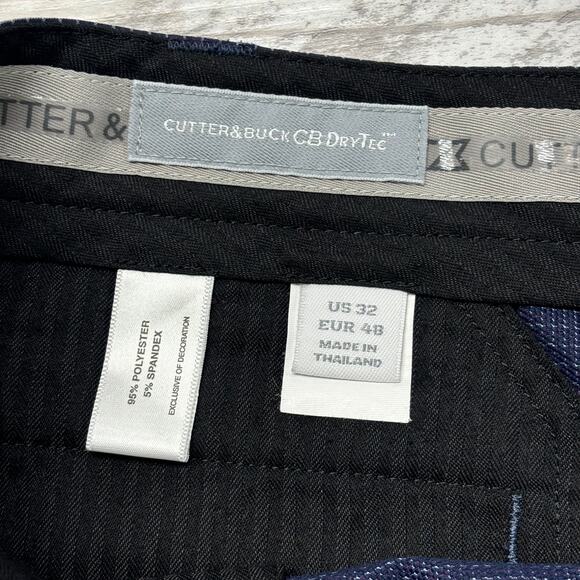 TTER &
CUTTER&BUCK CB DRYTEC™
CUTT
95% POLYESTER
5% SPANDEX
EXCLUSIVE OF DECORATION
US 32
EUR 48
MADE IN
THAILAND